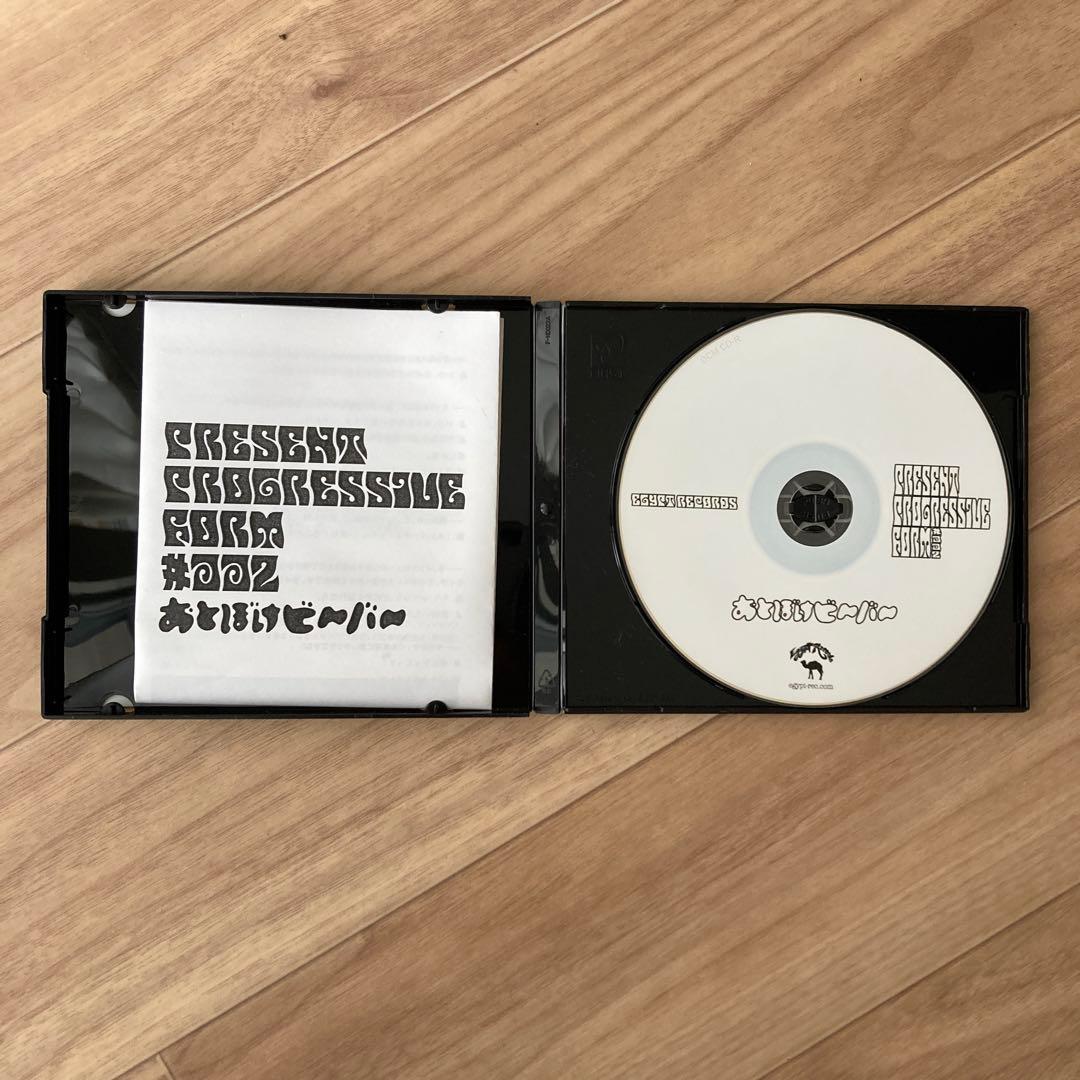 PRESENT
PROGRESSIVE
FORM
#002
おとぼけビ〜バ〜
EGYPT RECORDS
PRESENT
PROGRESSIVE
FORM
おとぼけビ〜バ〜
egypt-rec.com